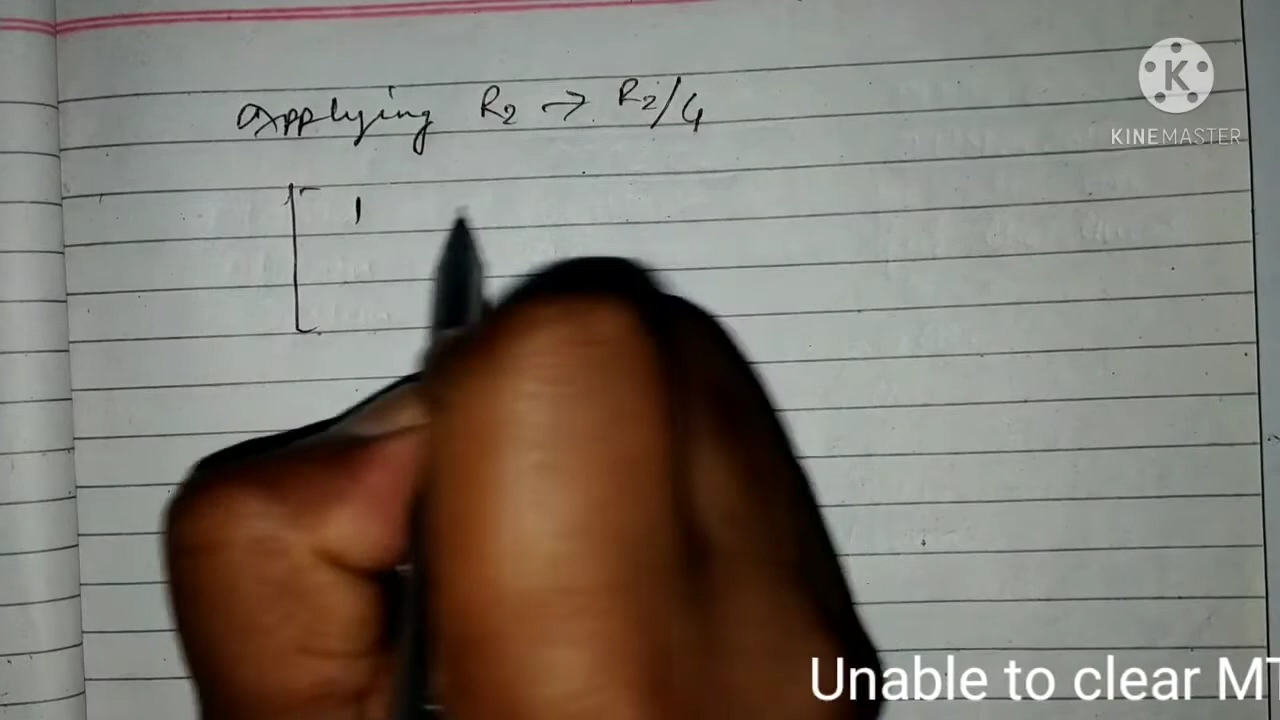 applying R₂ → R₂/4
1
K
KINEMASTER
Unable to clear MT